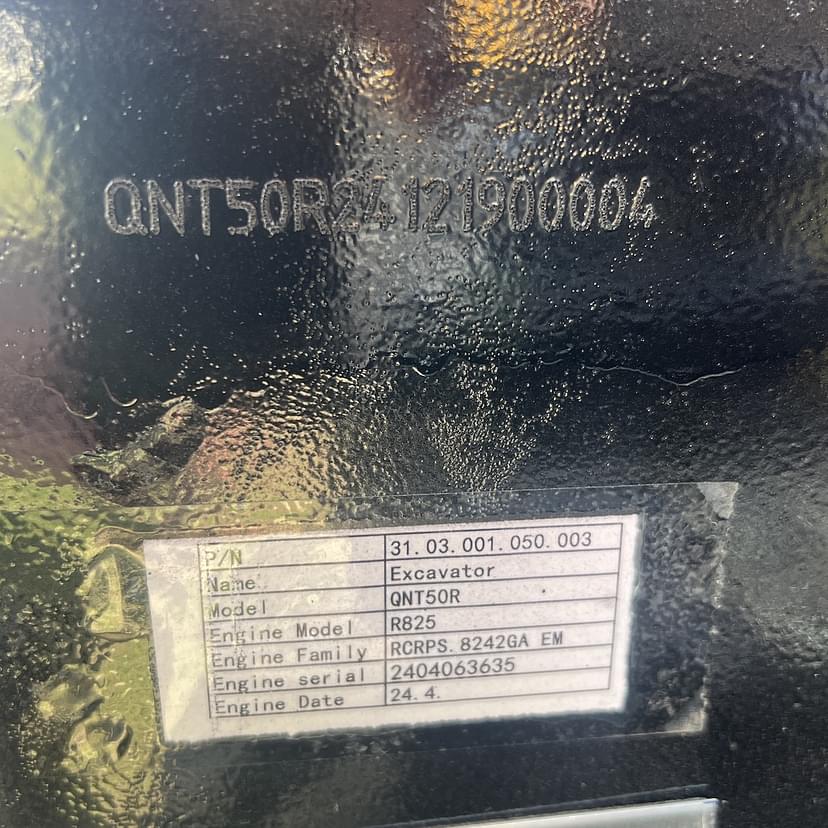 QNT50R24121900004
P/N 31.03.001.050.003
Name Excavator
Model QNT50R
Engine Model R825
Engine Family RCRPS.8242GA EM
Engine serial 2404063635
Engine Date 24.4.